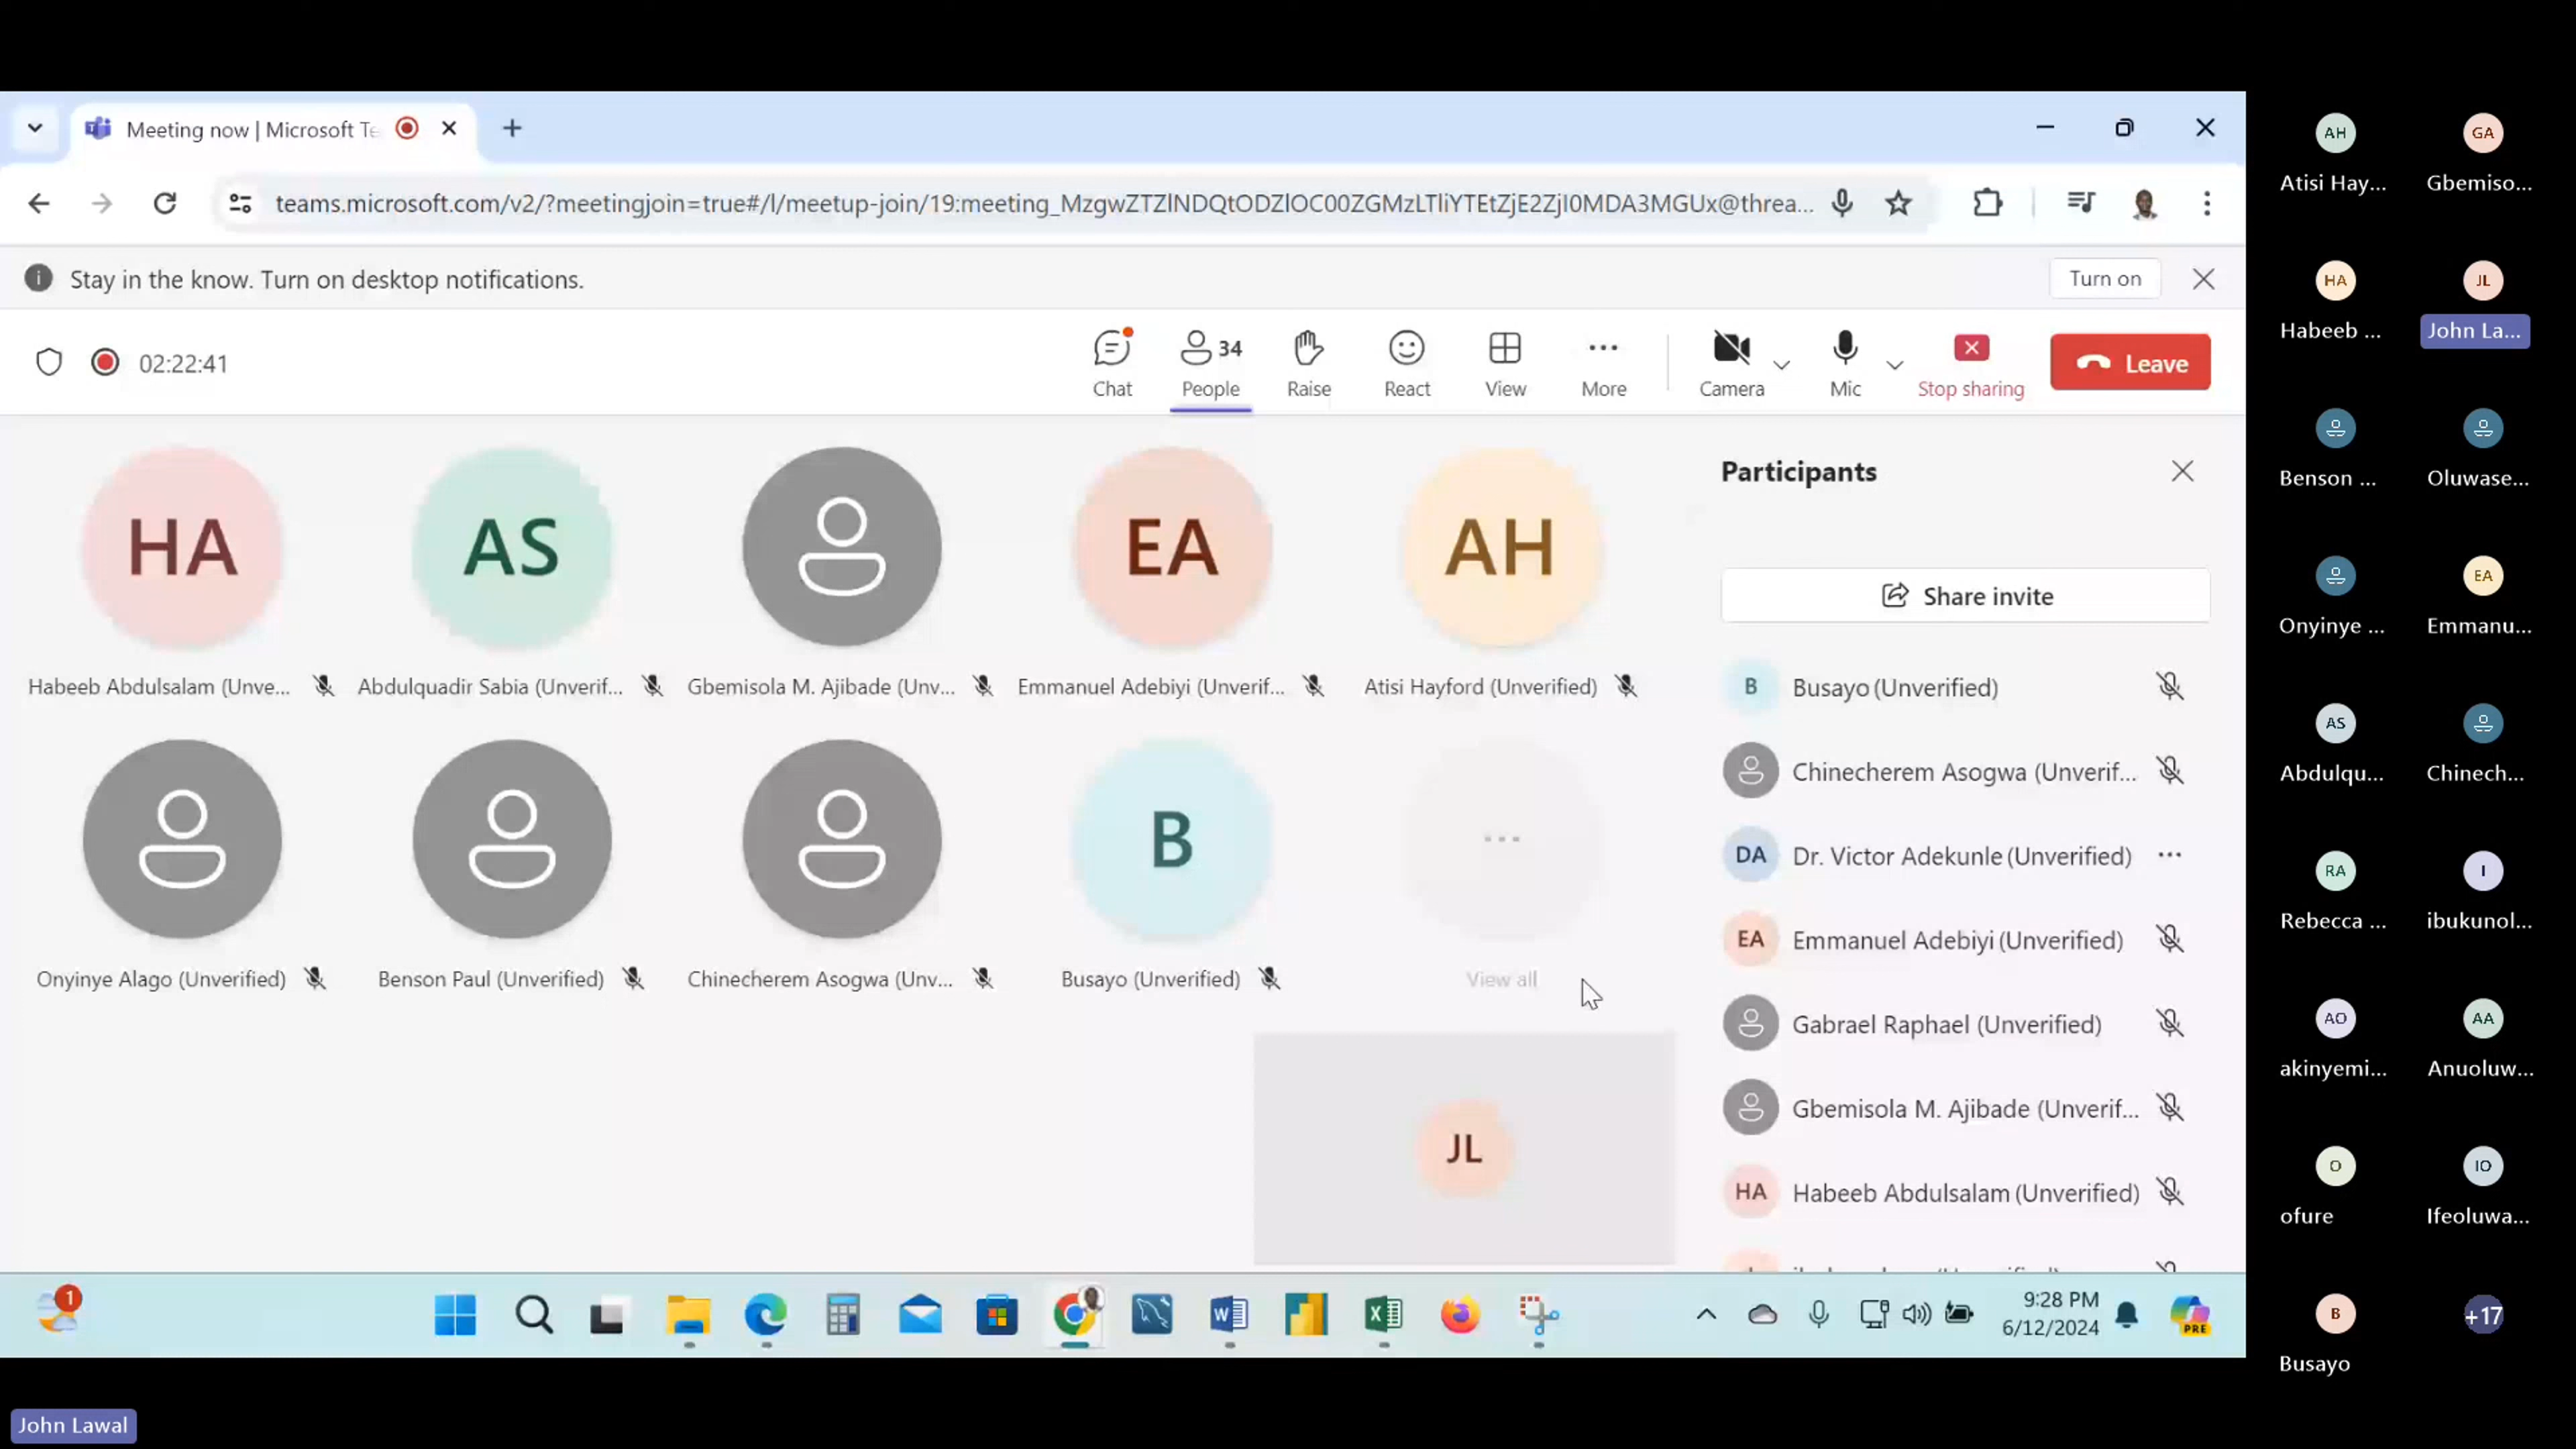 Meeting now | Microsoft Te
teams.microsoft.com/v2/?meetingjoin=true#/l/meetup-join/19:meeting_MzgwZTZlNDQtODZlOC00ZGMzLTliYTEtZjE2ZjI0MDA3MGUx@threa...
Stay in the know. Turn on desktop notifications.
Turn on
02:22:41
Chat
34
People
Raise
React
View
More
Camera
Mic
Stop sharing
Leave
HA
AS
EA
AH
Habeeb Abdulsalam (Unve...
Abdulquadir Sabia (Unverif...
Gbemisola M. Ajibade (Unv...
Emmanuel Adebiyi (Unverif...
Atisi Hayford (Unverified)
B
Onyinye Alago (Unverified)
Benson Paul (Unverified)
Chinecherem Asogwa (Unv...
Busayo (Unverified)
View all
JL
Participants
Share invite
B
Busayo (Unverified)
Chinecherem Asogwa (Unverif...
DA
Dr. Victor Adekunle (Unverified)
EA
Emmanuel Adebiyi (Unverified)
Gabrael Raphael (Unverified)
Gbemisola M. Ajibade (Unverif...
HA
Habeeb Abdulsalam (Unverified)
1
9:28 PM
6/12/2024
PRE
AH
GA
Atisi Hay...
Gbemiso...
HA
JL
Habeeb ...
John La...
Benson ...
Oluwase...
EA
Onyinye ...
Emmanu...
AS
Abdulqu...
Chinech...
RA
I
Rebecca ...
ibukunol...
AO
AA
akinyemi...
Anuoluw...
O
IO
ofure
Ifeoluwa...
B
+17
Busayo
John Lawal